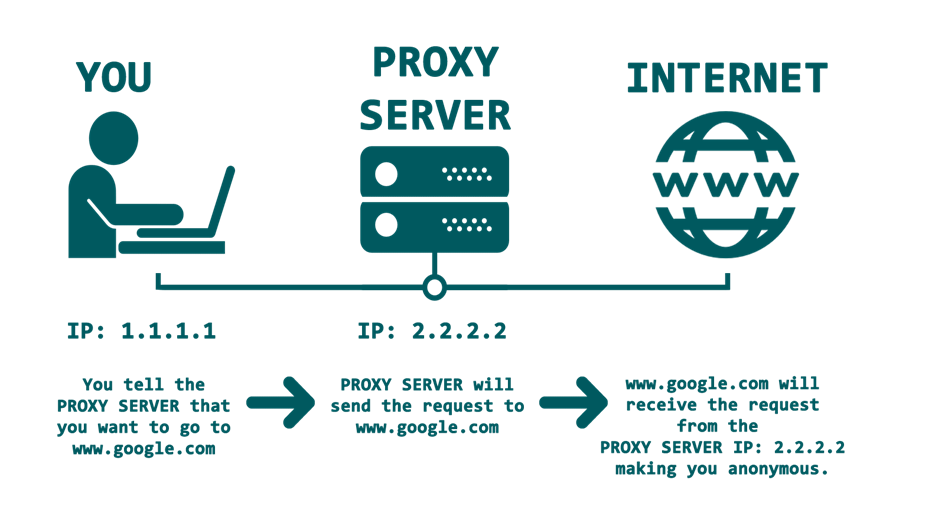 YOU
PROXY
SERVER
INTERNET
WWW
IP: 1.1.1.1
IP: 2.2.2.2
You tell the
PROXY SERVER that
you want to go to
www.google.com
PROXY SERVER will
send the request to
www.google.com
www.google.com will
receive the request
from the
PROXY SERVER IP: 2.2.2.2
making you anonymous.